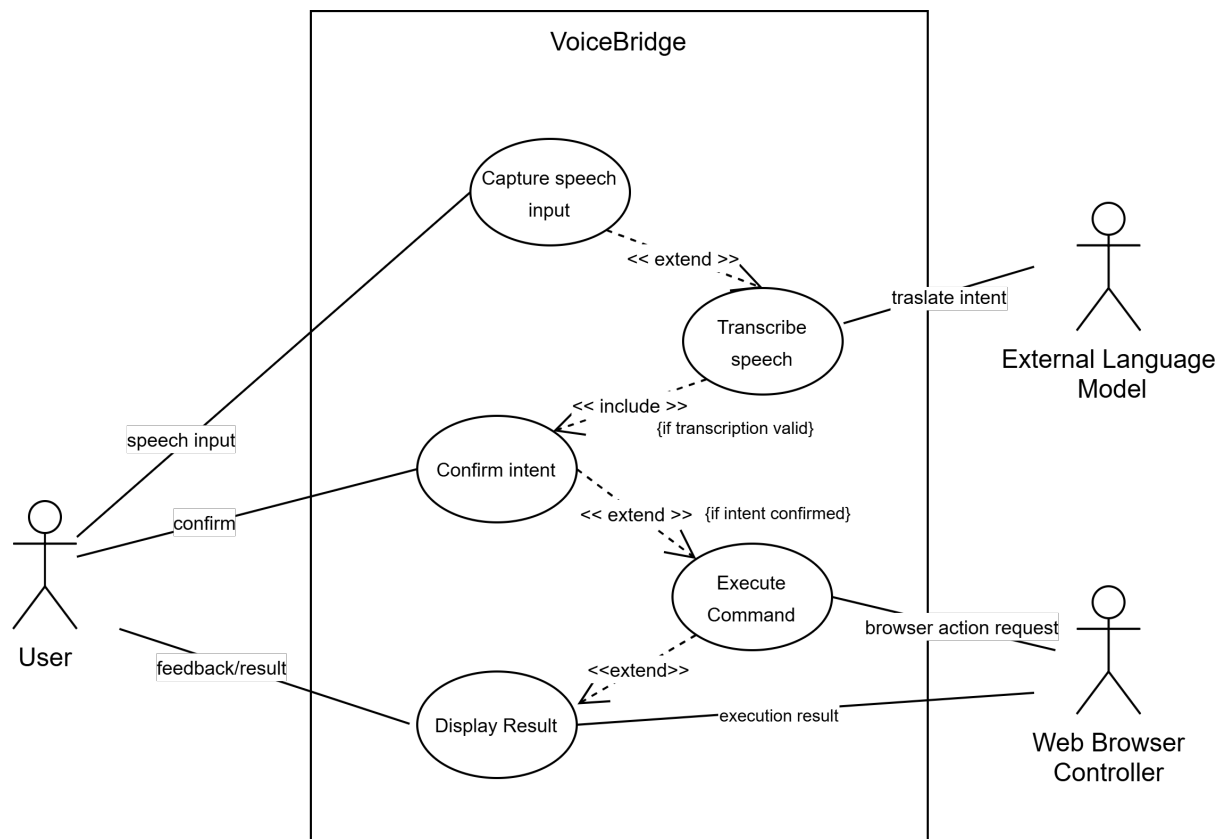 VoiceBridge
Capture speech
input
<< extend >>
Transcribe
speech
traslate intent
External Language
Model
<< include >>
{if transcription valid}
speech input
Confirm intent
confirm
<< extend >>
{if intent confirmed}
Execute
Command
browser action request
User
feedback/result
<<extend>>
Display Result
execution result
Web Browser
Controller